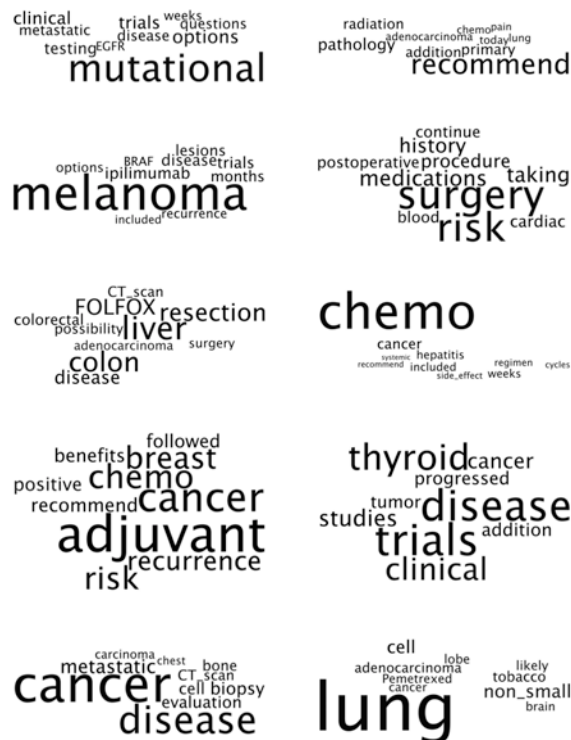 clinical trials weeks
metastatic disease questions
testing EGFR options
mutational
radiation chemo pain
pathology adenocarcinoma today lung
addition primary
recommend
lesions
options BRAF disease trials
ipilimumab months
melanoma
included recurrence
continue
history
postoperative procedure
medications taking
surgery
blood risk cardiac
CT_scan
FOLFOX resection
colorectal possibility liver
adenocarcinoma surgery
colon
disease
chemo
cancer
systemic hepatitis
recommend included regimen cycles
side_effect weeks
followed
benefits breast
positive chemo
recommend cancer
adjuvant
recurrence
risk
thyroid cancer
progressed
tumor disease
studies trials addition
clinical
carcinoma
metastatic chest bone
cancer CT_scan
cell biopsy
evaluation
disease
cell
adenocarcinoma lobe likely
Pemetrexed tobacco
cancer non_small
lung brain